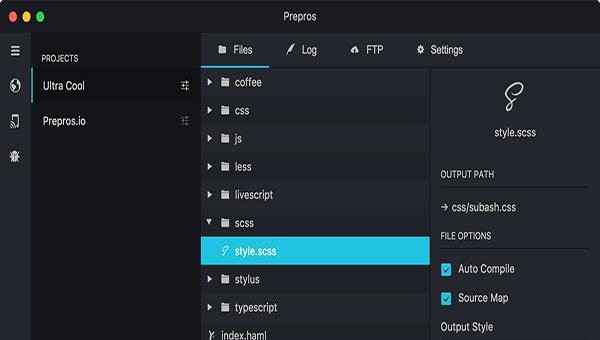 Prepros
PROJECTS
Ultra Cool
Prepros.io
Files
Log
FTP
Settings
coffee
css
js
less
livescript
scss
style.scss
stylus
typescript
index.haml
style.scss
OUTPUT PATH
→ css/subash.css
FILE OPTIONS
Auto Compile
Source Map
Output Style